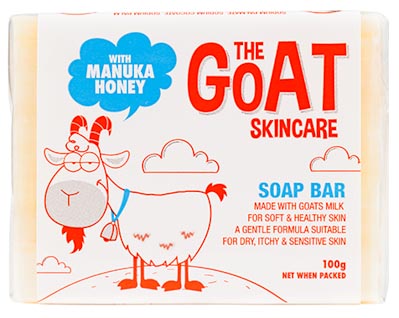 WITH
MANUKA
HONEY
THE
GOAT
SKINCARE
SOAP BAR
MADE WITH GOATS MILK
FOR SOFT & HEALTHY SKIN
A GENTLE FORMULA SUITABLE
FOR DRY, ITCHY & SENSITIVE SKIN
100g
NET WHEN PACKED